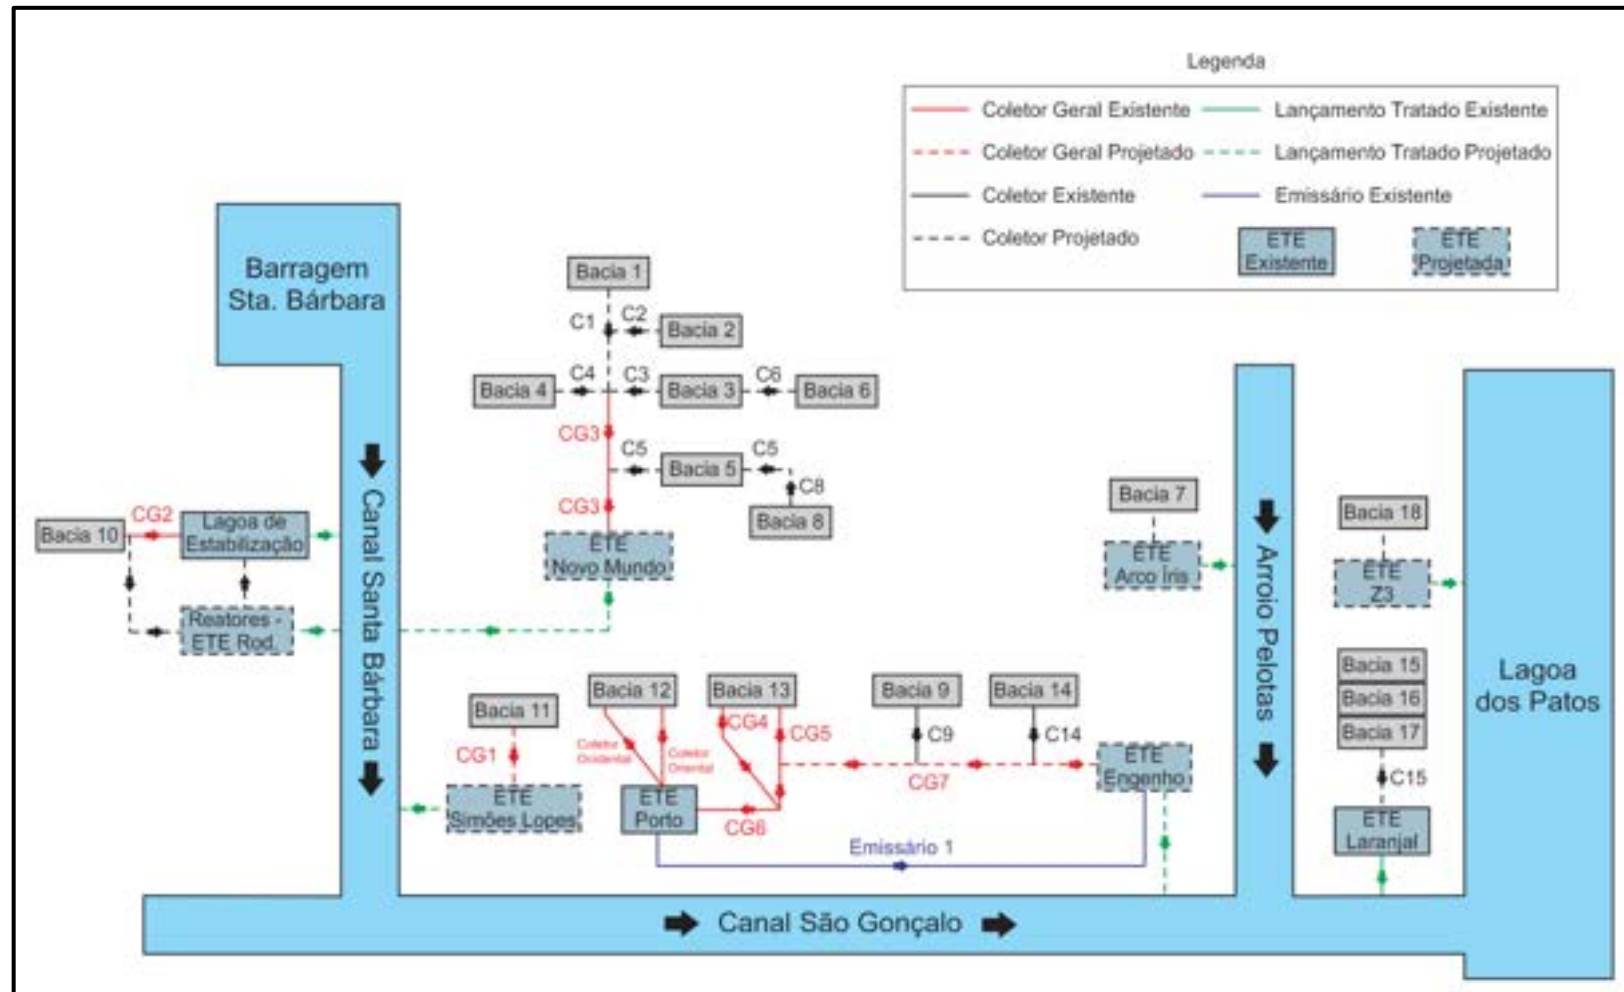 Legenda
Coletor Geral Existente
Lançamento Tratado Existente
Coletor Geral Projetado
Lançamento Tratado Projetado
Coletor Existente
Emissário Existente
Coletor Projetado
ETE
Existente
ETE
Projetada
Barragem
Sta. Bárbara
Bacia 1
C1
C2
Bacia 2
Bacia 4
C4
C3
Bacia 3
C6
Bacia 6
CG3
C5
Bacia 5
C5
C8
CG3
Bacia 8
Bacia 7
Bacia 18
CG2
Bacia 10
Lagoa de
Estabilização
ETE
Novo Mundo
ETE
Arco Íris
ETE
Z3
Reatores -
ETE Rod.
Canal Santa Bárbara
Arroio Pelotas
Lagoa
dos Patos
Bacia 15
Bacia 16
Bacia 17
Bacia 11
Bacia 12
Bacia 13
Bacia 9
Bacia 14
CG1
Coletor
Ocidental
Coletor
Oriental
CG4
CG5
C9
C14
CG7
C15
ETE
Simões Lopes
ETE
Porto
CG6
ETE
Engenho
ETE
Laranjal
Emissário 1
Canal São Gonçalo